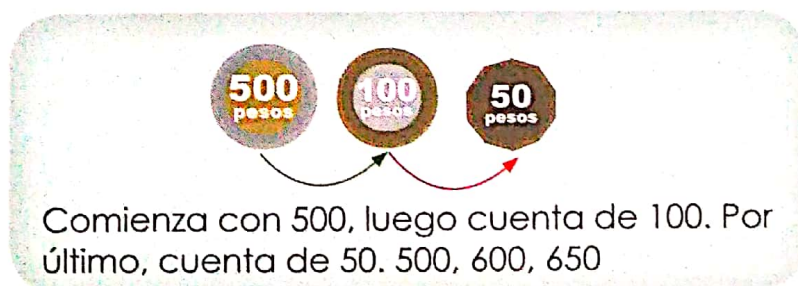 500 100 50
pesos pesos pesos
Comienza con 500, luego cuenta de 100. Por
último, cuenta de 50. 500, 600, 650